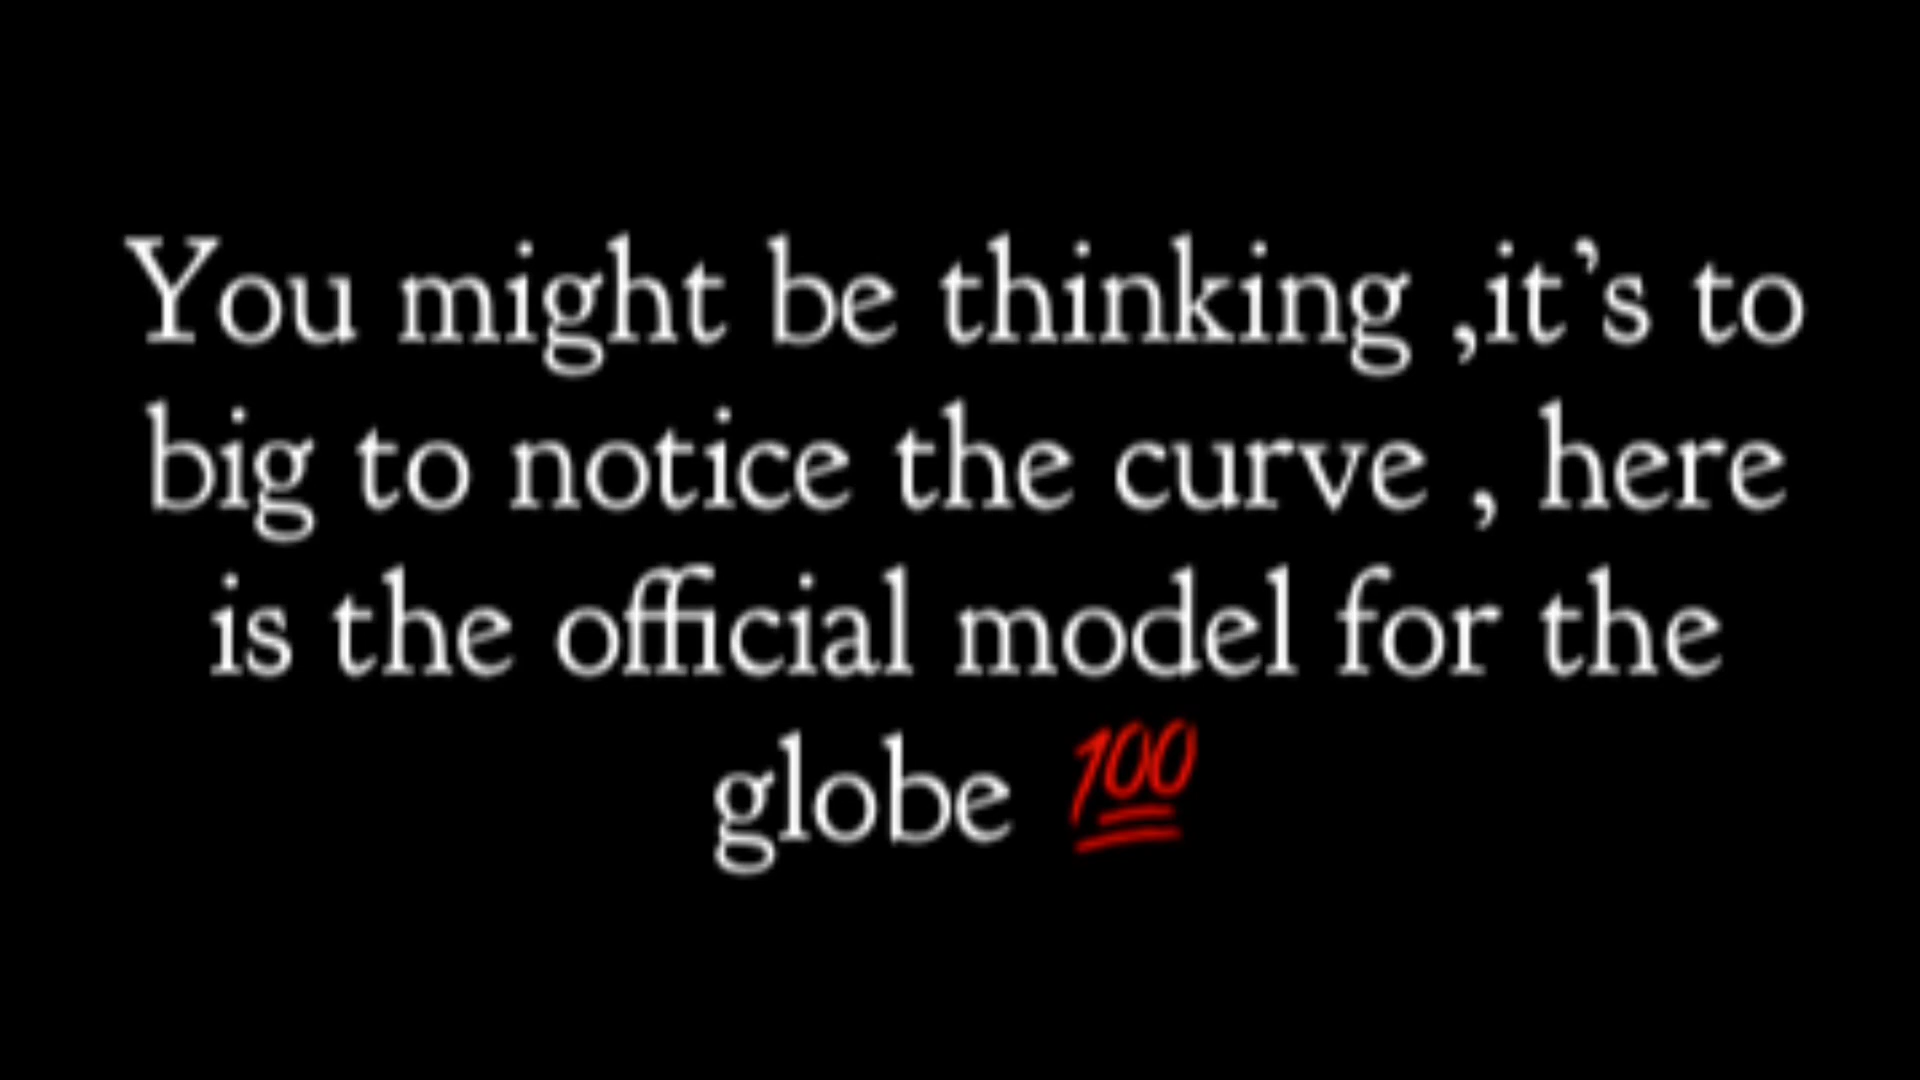 You might be thinking ,it’s to
big to notice the curve , here
is the official model for the
globe 💯